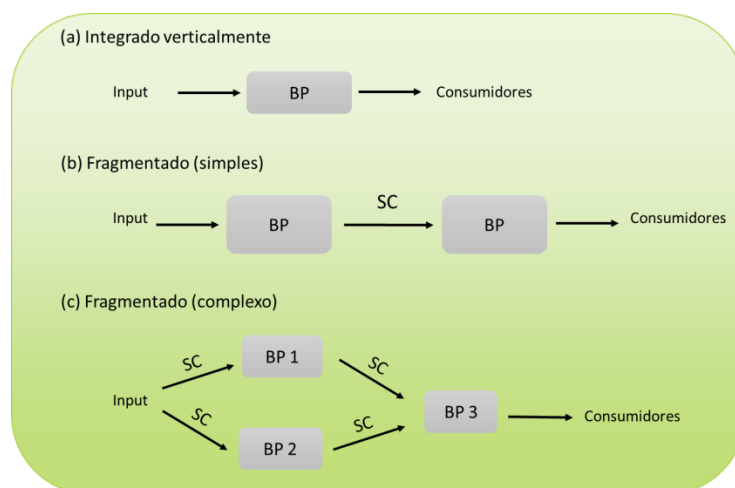 (a) Integrado verticalmente
Input BP Consumidores
(b) Fragmentado (simples)
Input BP SC BP Consumidores
(c) Fragmentado (complexo)
SC BP 1 SC
Input BP 3 Consumidores
SC BP 2 SC